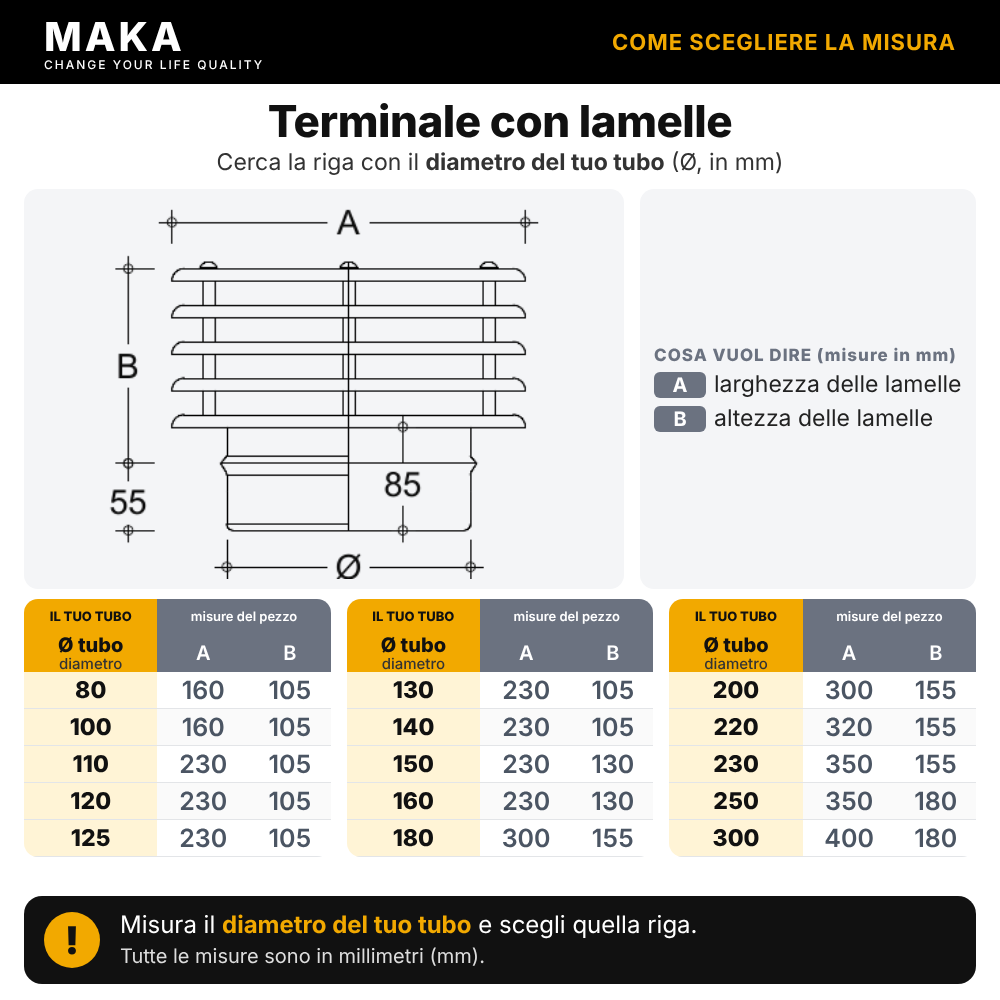 MAKA
CHANGE YOUR LIFE QUALITY
COME SCEGLIERE LA MISURA
Terminale con lamelle
Cerca la riga con il diametro del tuo tubo (Ø, in mm)
A
B
55
85
Ø
COSA VUOL DIRE (misure in mm)
A larghezza delle lamelle
B altezza delle lamelle
IL TUO TUBO misure del pezzo
Ø tubo A B
diametro
80 160 105
100 160 105
110 230 105
120 230 105
125 230 105
IL TUO TUBO misure del pezzo
Ø tubo A B
diametro
130 230 105
140 230 105
150 230 130
160 230 130
180 300 155
IL TUO TUBO misure del pezzo
Ø tubo A B
diametro
200 300 155
220 320 155
230 350 155
250 350 180
300 400 180
! Misura il diametro del tuo tubo e scegli quella riga.
Tutte le misure sono in millimetri (mm).